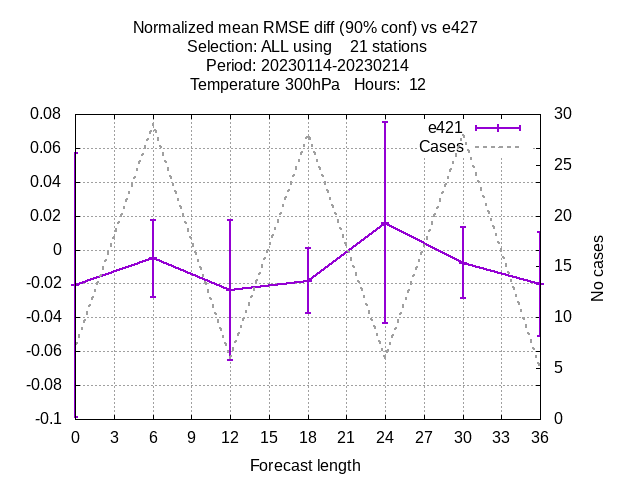 Normalized mean RMSE diff (90% conf) vs e427
Selection: ALL using    21 stations
Period: 20230114-20230214
Temperature 300hPa   Hours:  12
e421
Cases
0.08
0.06
0.04
0.02
0
-0.02
-0.04
-0.06
-0.08
-0.1
30
25
20
15
10
5
0
No cases
0 3 6 9 12 15 18 21 24 27 30 33 36
Forecast length